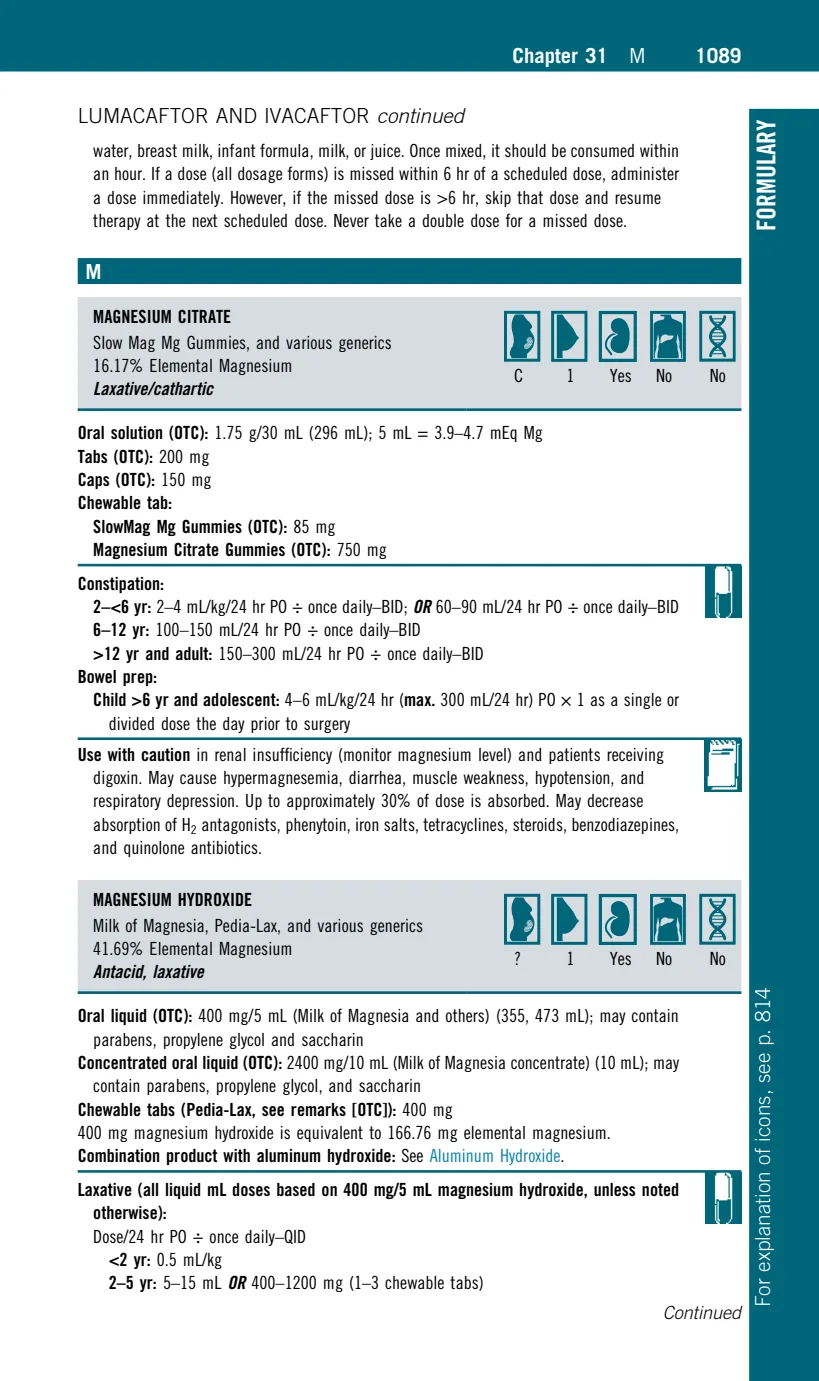 Chapter 31 M 1089
LUMACAFTOR AND IVACAFTOR continued
water, breast milk, infant formula, milk, or juice. Once mixed, it should be consumed within
an hour. If a dose (all dosage forms) is missed within 6 hr of a scheduled dose, administer
a dose immediately. However, if the missed dose is >6 hr, skip that dose and resume
therapy at the next scheduled dose. Never take a double dose for a missed dose.
FORMULARY
M
MAGNESIUM CITRATE
Slow Mag Mg Gummies, and various generics
16.17% Elemental Magnesium
Laxative/cathartic
C 1 Yes No No
Oral solution (OTC): 1.75 g/30 mL (296 mL); 5 mL = 3.9–4.7 mEq Mg
Tabs (OTC): 200 mg
Caps (OTC): 150 mg
Chewable tab:
SlowMag Mg Gummies (OTC): 85 mg
Magnesium Citrate Gummies (OTC): 750 mg
Constipation:
2–<6 yr: 2–4 mL/kg/24 hr PO ÷ once daily–BID; OR 60–90 mL/24 hr PO ÷ once daily–BID
6–12 yr: 100–150 mL/24 hr PO ÷ once daily–BID
>12 yr and adult: 150–300 mL/24 hr PO ÷ once daily–BID
Bowel prep:
Child >6 yr and adolescent: 4–6 mL/kg/24 hr (max. 300 mL/24 hr) PO × 1 as a single or
divided dose the day prior to surgery
Use with caution in renal insufficiency (monitor magnesium level) and patients receiving
digoxin. May cause hypermagnesemia, diarrhea, muscle weakness, hypotension, and
respiratory depression. Up to approximately 30% of dose is absorbed. May decrease
absorption of H2 antagonists, phenytoin, iron salts, tetracyclines, steroids, benzodiazepines,
and quinolone antibiotics.
MAGNESIUM HYDROXIDE
Milk of Magnesia, Pedia-Lax, and various generics
41.69% Elemental Magnesium
Antacid, laxative
? 1 Yes No No
Oral liquid (OTC): 400 mg/5 mL (Milk of Magnesia and others) (355, 473 mL); may contain
parabens, propylene glycol and saccharin
Concentrated oral liquid (OTC): 2400 mg/10 mL (Milk of Magnesia concentrate) (10 mL); may
contain parabens, propylene glycol, and saccharin
Chewable tabs (Pedia-Lax, see remarks [OTC]): 400 mg
400 mg magnesium hydroxide is equivalent to 166.76 mg elemental magnesium.
Combination product with aluminum hydroxide: See Aluminum Hydroxide.
Laxative (all liquid mL doses based on 400 mg/5 mL magnesium hydroxide, unless noted
otherwise):
Dose/24 hr PO ÷ once daily–QID
<2 yr: 0.5 mL/kg
2–5 yr: 5–15 mL OR 400–1200 mg (1–3 chewable tabs)
Continued
For explanation of icons, see p. 814